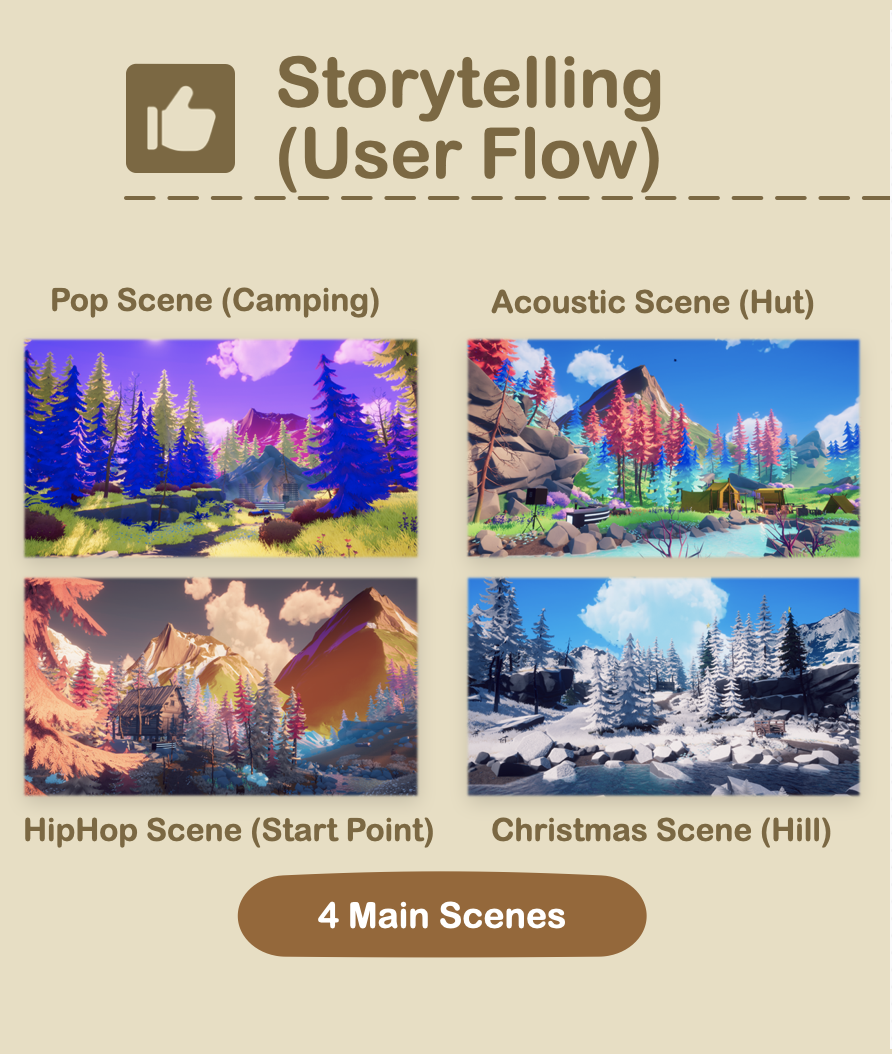 Storytelling
(User Flow)
Pop Scene (Camping)
Acoustic Scene (Hut)
HipHop Scene (Start Point)
Christmas Scene (Hill)
4 Main Scenes